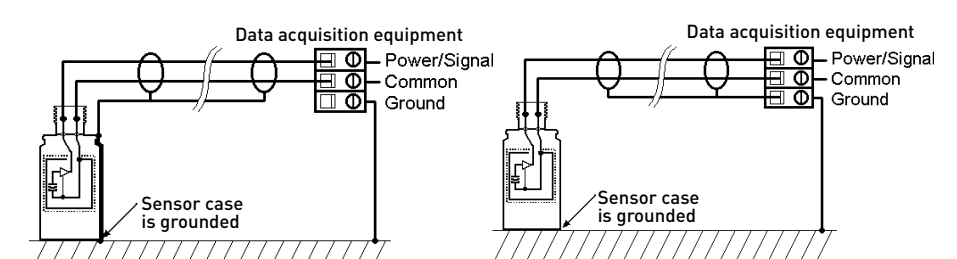 Data acquisition equipment
Power/Signal
Common
Ground
Sensor case
is grounded
Data acquisition equipment
Power/Signal
Common
Ground
Sensor case
is grounded